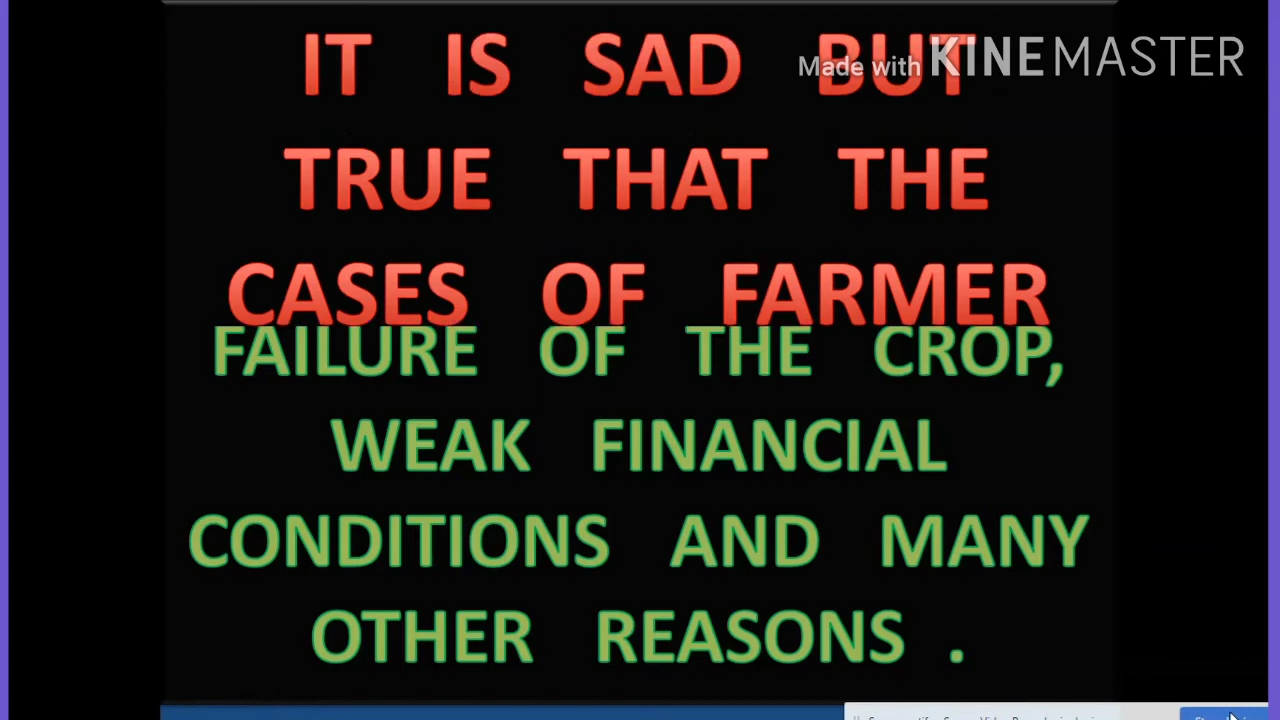 IT IS SAD BUT
Made with KINEMASTER
TRUE THAT THE
CASES OF FARMER
FAILURE OF THE CROP,
WEAK FINANCIAL
CONDITIONS AND MANY
OTHER REASONS .